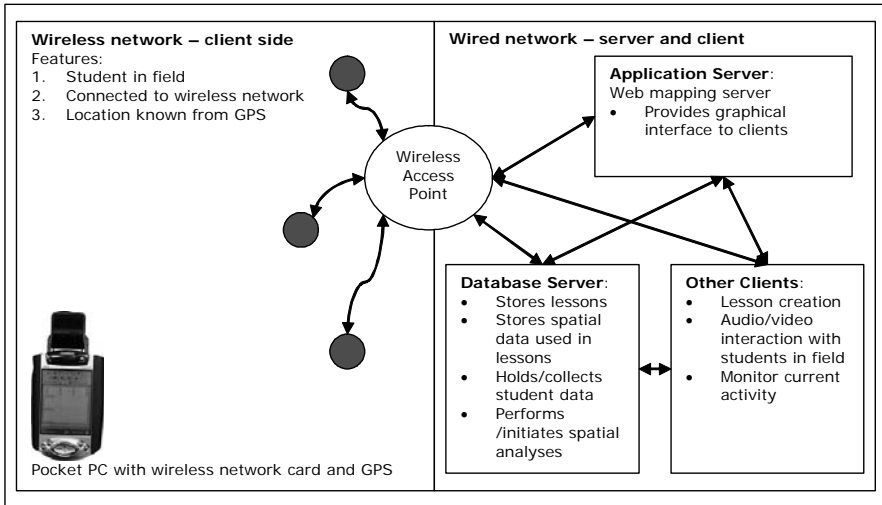 Wireless network – client side
Features:
1. Student in field
2. Connected to wireless network
3. Location known from GPS
Wireless
Access
Point
Pocket PC with wireless network card and GPS
Wired network – server and client
Application Server:
Web mapping server
• Provides graphical
interface to clients
Database Server:
• Stores lessons
• Stores spatial
data used in
lessons
• Holds/collects
student data
• Performs
/initiates spatial
analyses
Other Clients:
• Lesson creation
• Audio/video
interaction with
students in field
• Monitor current
activity